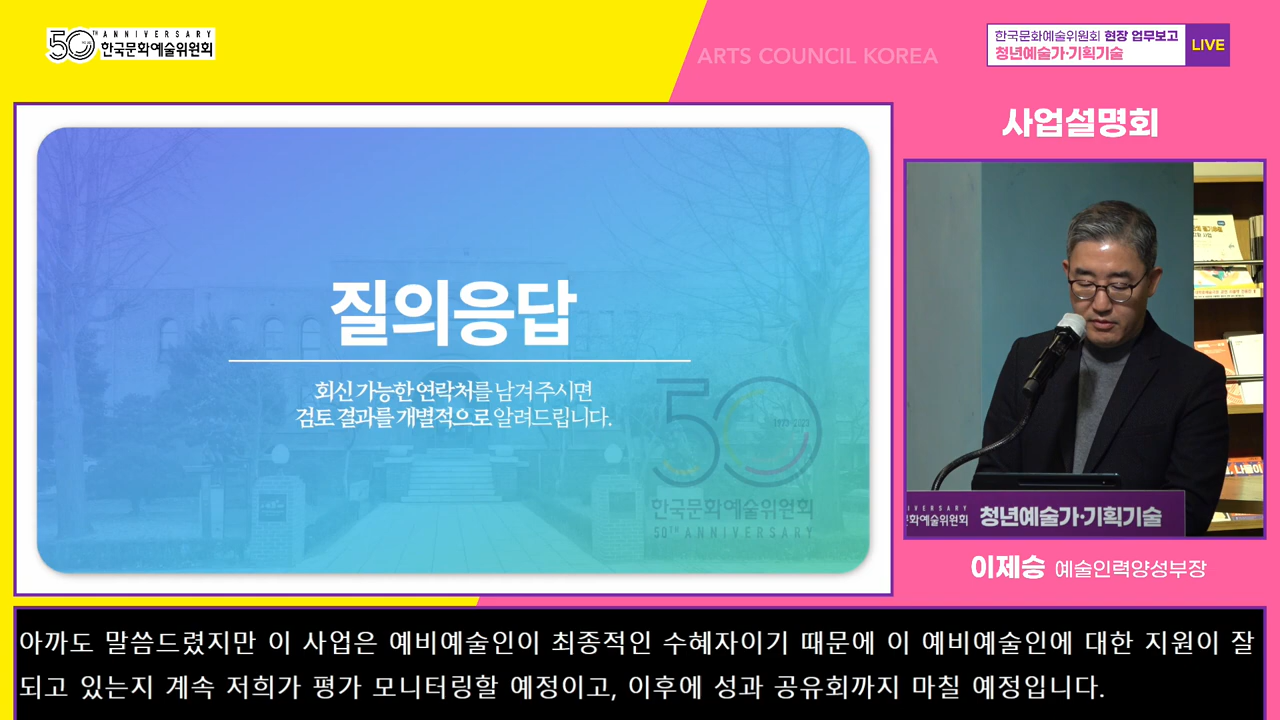 50TH ANNIVERSARY
한국문화예술위원회
ARTS COUNCIL KOREA
한국문화예술위원회 현장 업무보고
청년예술가·기획기술
LIVE
사업설명회
질의응답
회신 가능한 연락처를 남겨 주시면
검토 결과를 개별적으로 알려드립니다.
50
한국문화예술위원회
50TH ANNIVERSARY
문화예술위원회 청년예술가·기획기술
이제승 예술인력양성부장
아까도 말씀드렸지만 이 사업은 예비예술인이 최종적인 수혜자이기 때문에 이 예비예술인에 대한 지원이 잘
되고 있는지 계속 저희가 평가 모니터링할 예정이고, 이후에 성과 공유회까지 마칠 예정입니다.